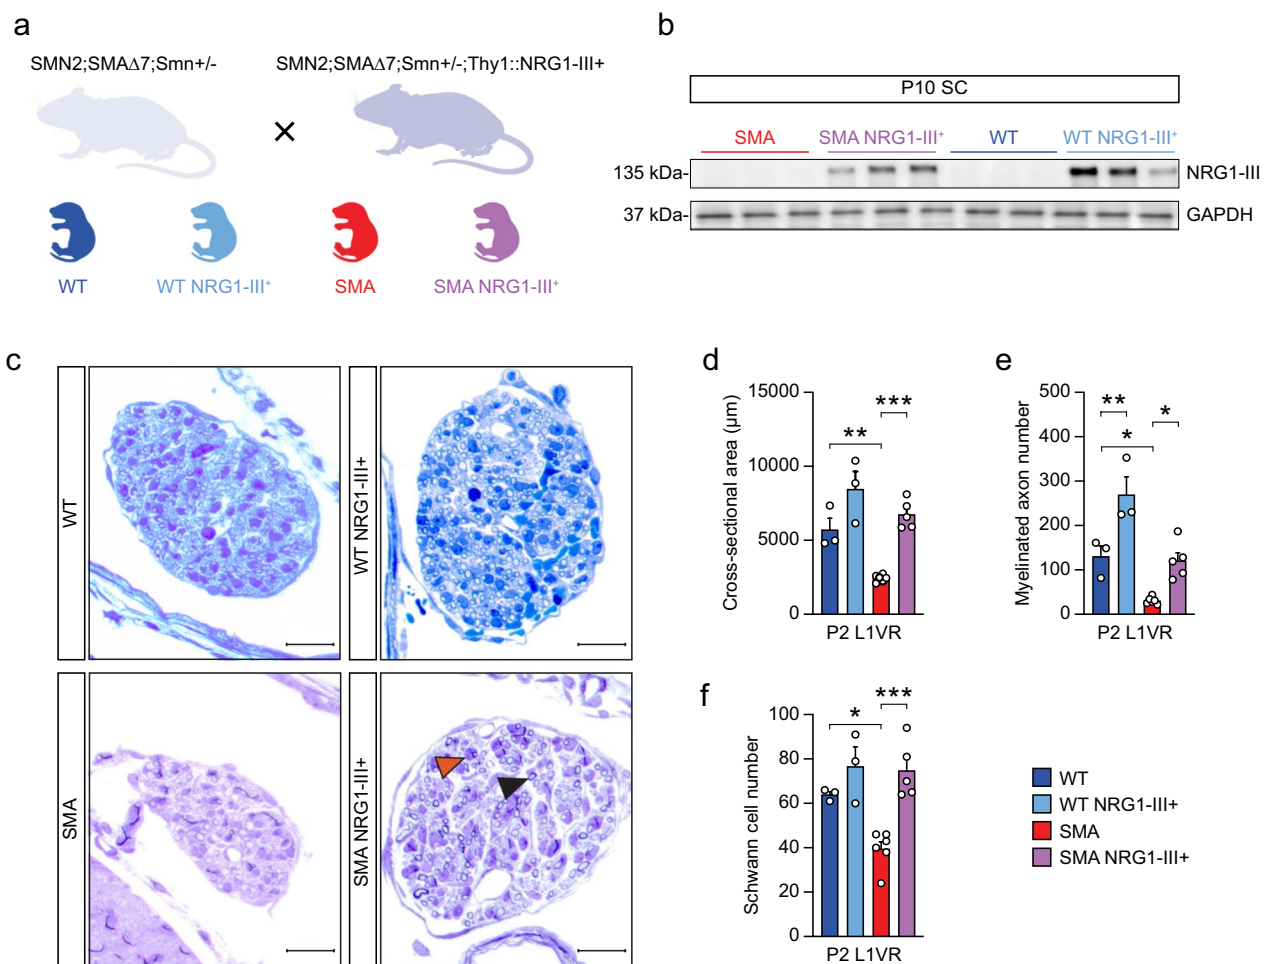 a
SMN2;SMAΔ7;Smn+/-
SMN2;SMAΔ7;Smn+/-;Thy1::NRG1-III+
×
WT
WT NRG1-III⁺
SMA
SMA NRG1-III⁺
b
P10 SC
SMA
SMA NRG1-III⁺
WT
WT NRG1-III⁺
135 kDa-
NRG1-III
37 kDa-
GAPDH
c
WT
WT NRG1-III+
SMA
SMA NRG1-III+
d
Cross-sectional area (μm)
15000
10000
5000
0
**
***
P2 L1VR
e
Myelinated axon number
500
400
300
200
100
0
**
*
*
P2 L1VR
f
Schwann cell number
100
80
60
40
20
0
*
***
P2 L1VR
WT
WT NRG1-III+
SMA
SMA NRG1-III+